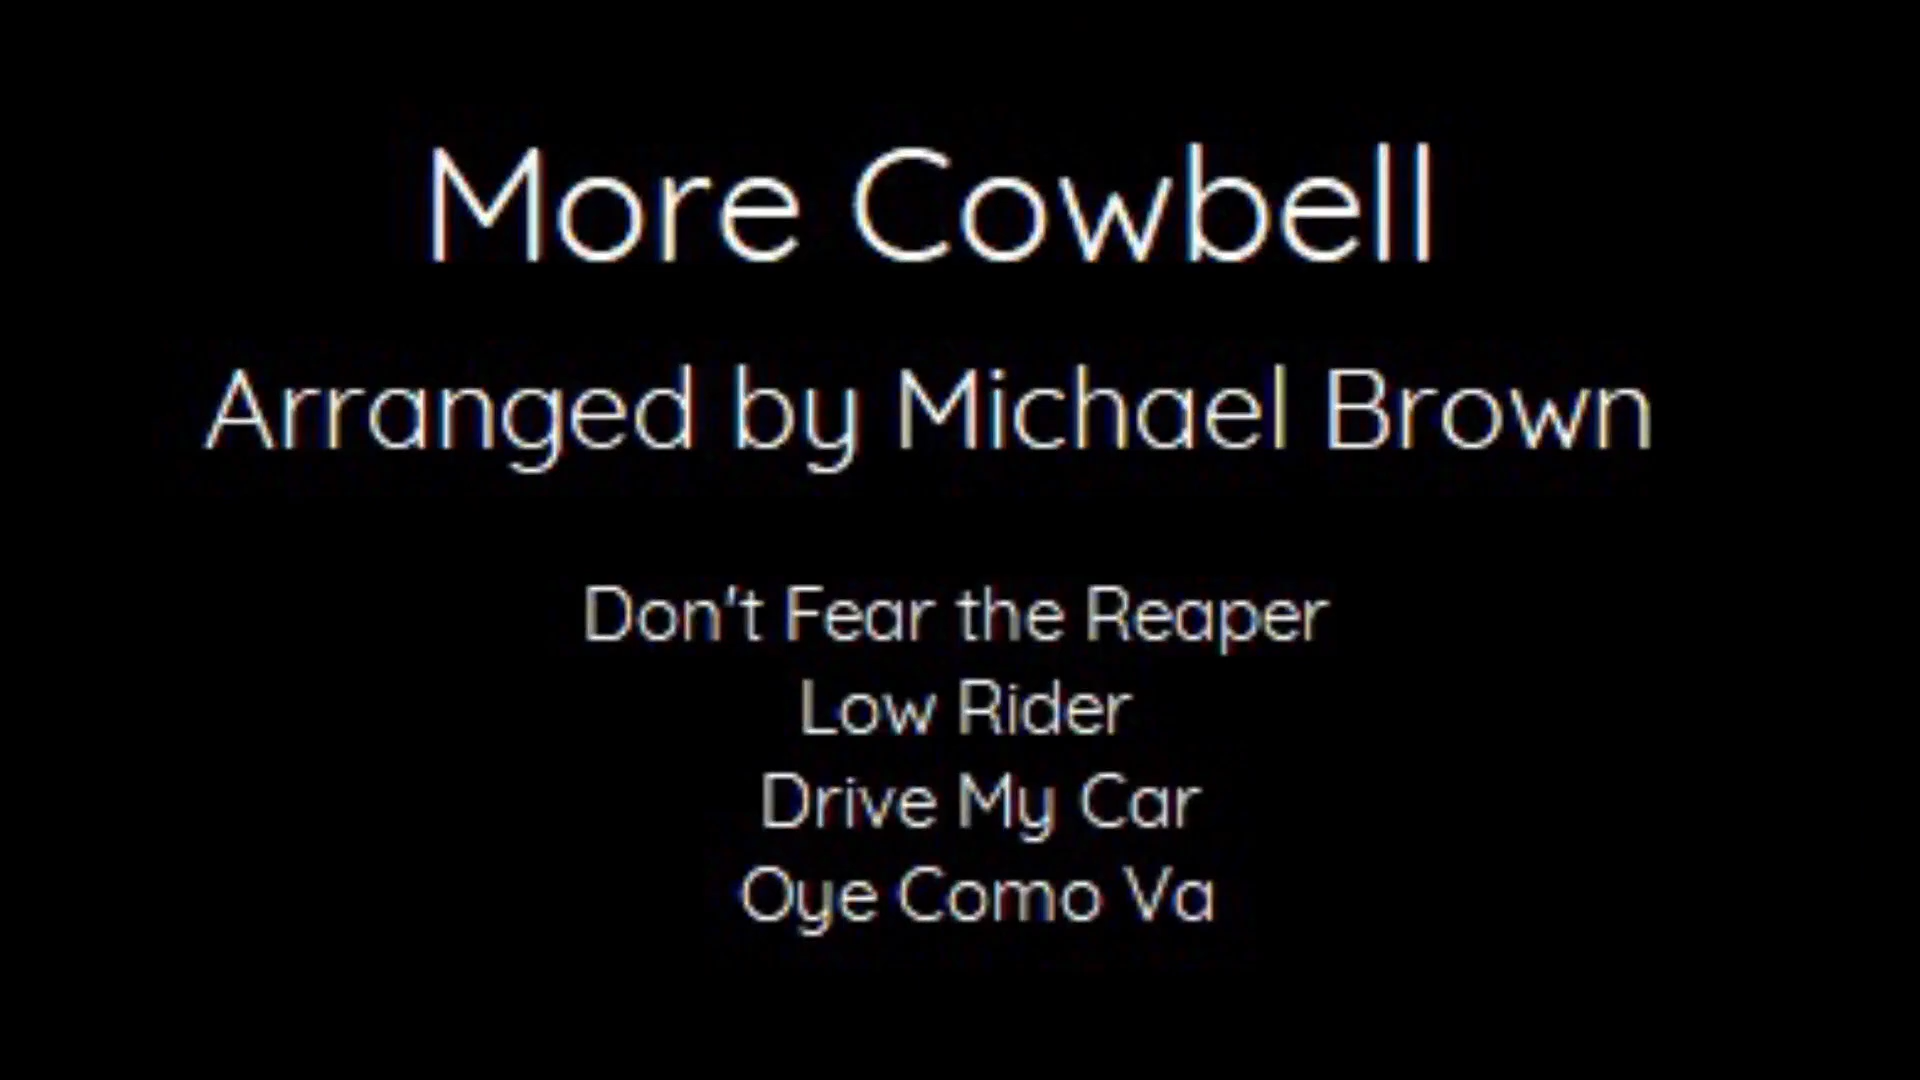 More Cowbell
Arranged by Michael Brown
Don't Fear the Reaper
Low Rider
Drive My Car
Oye Como Va